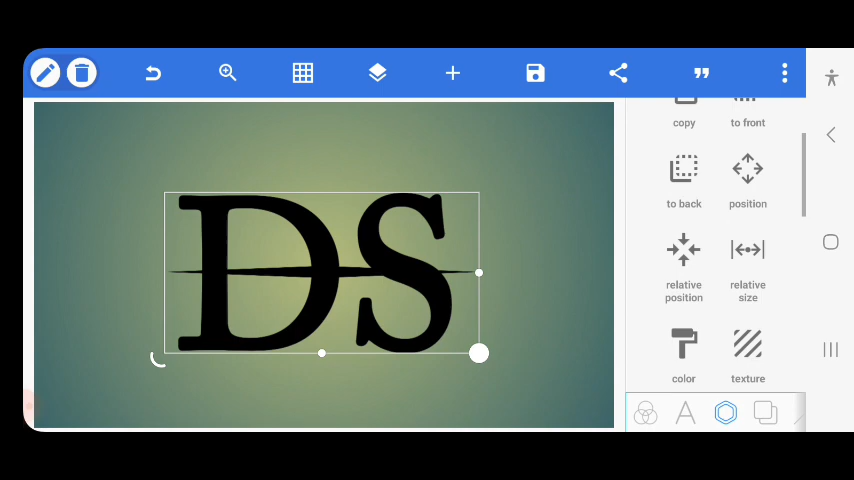 DS
copy
to front
to back
position
relative
position
relative
size
color
texture